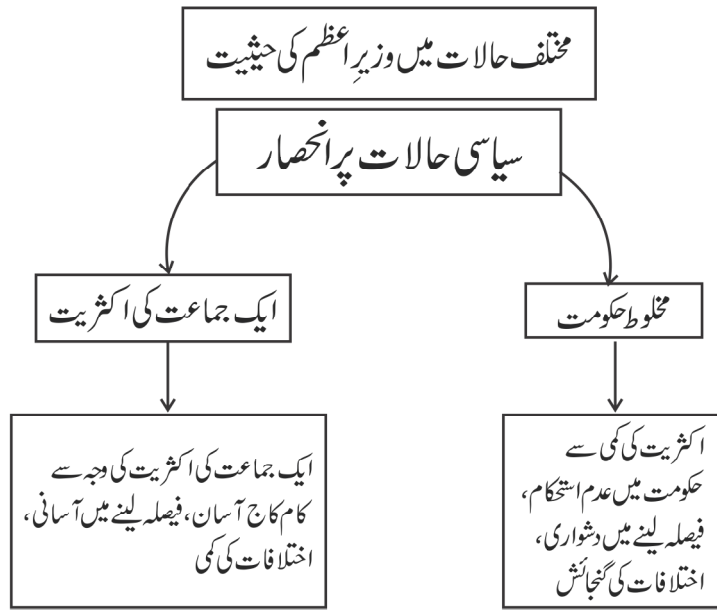 مختلف حالات میں وزیرِ اعظم کی حیثیت
سیاسی حالات پر انحصار
مخلوط حکومت
ایک جماعت کی اکثریت
اکثریت کی کمی سے
حکومت میں عدم استحکام،
فیصلہ لینے میں دشواری،
اختلافات کی گنجائش
ایک جماعت کی اکثریت کی وجہ سے
کام کاج آسان، فیصلہ لینے میں آسانی،
اختلافات کی کمی